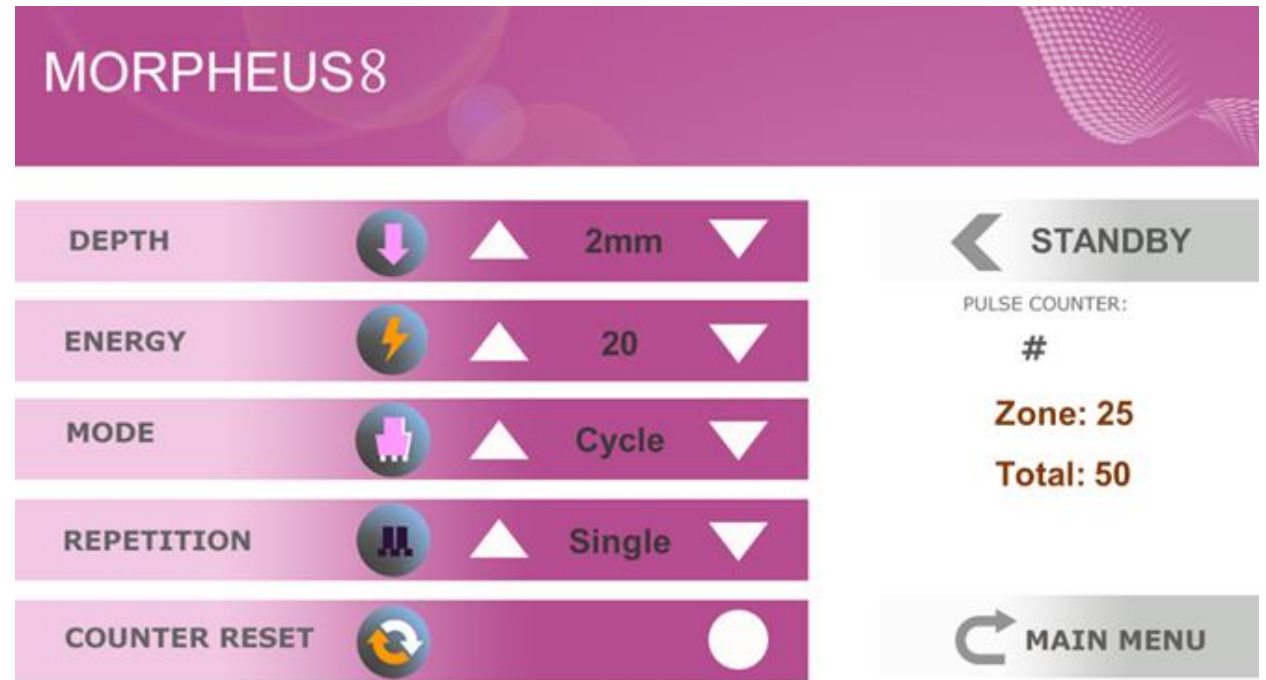 MORPHEUS8
DEPTH 2mm
ENERGY 20
MODE Cycle
REPETITION Single
COUNTER RESET
STANDBY
PULSE COUNTER:
#
Zone: 25
Total: 50
MAIN MENU